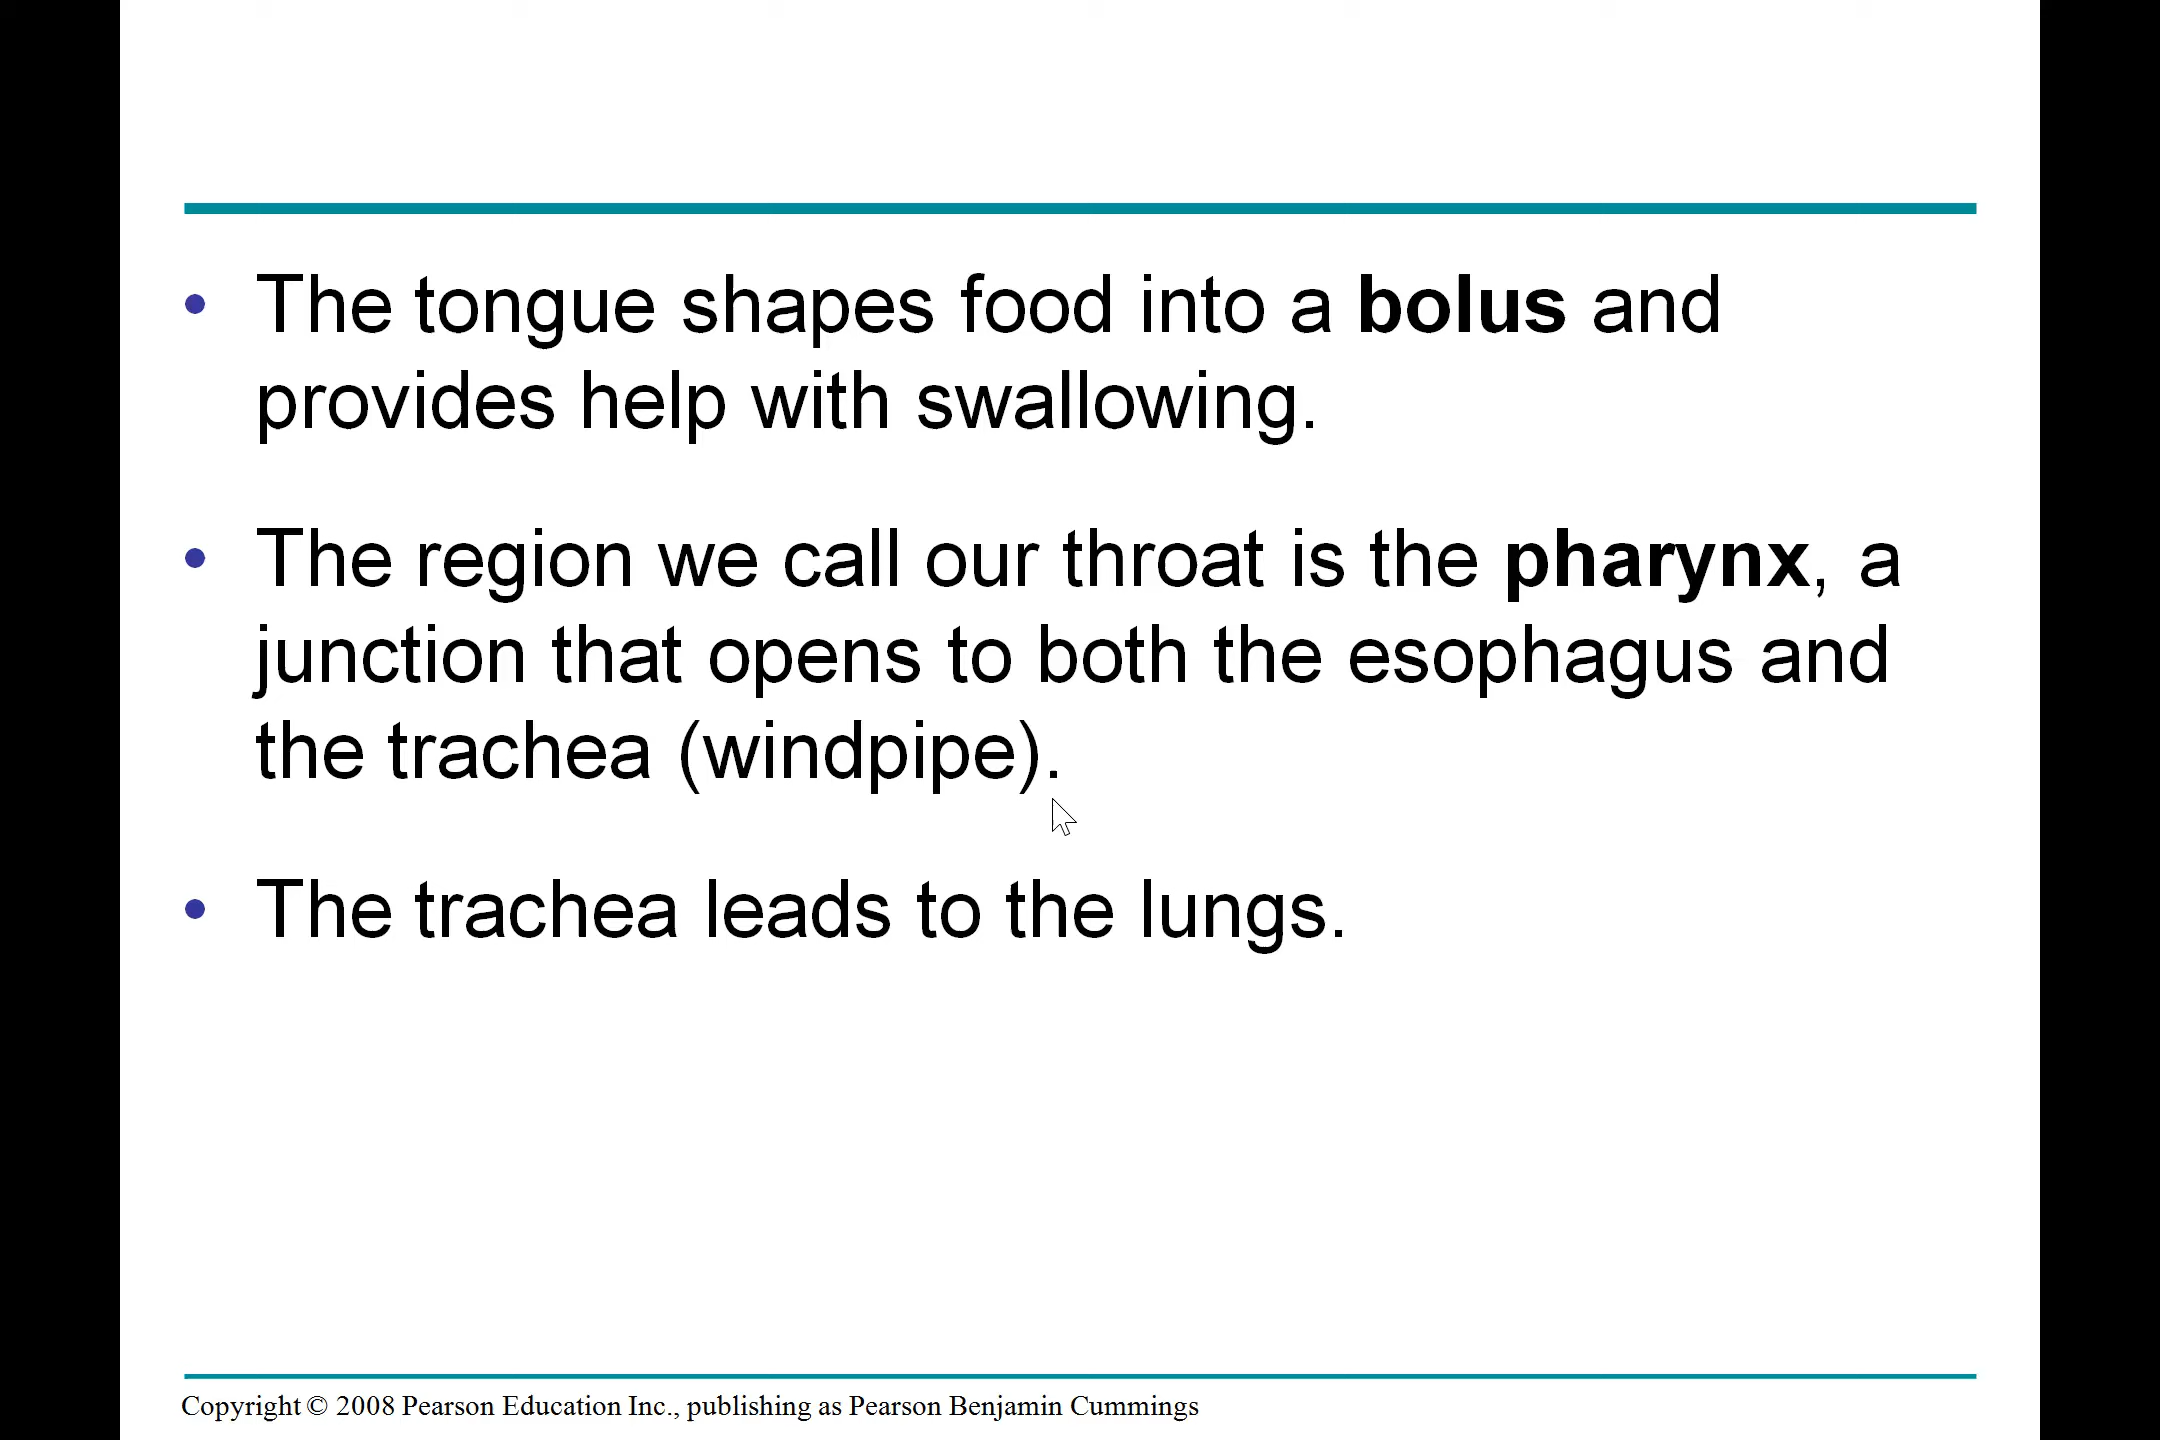 • The tongue shapes food into a bolus and
provides help with swallowing.
• The region we call our throat is the pharynx, a
junction that opens to both the esophagus and
the trachea (windpipe).
• The trachea leads to the lungs.
Copyright © 2008 Pearson Education Inc., publishing as Pearson Benjamin Cummings